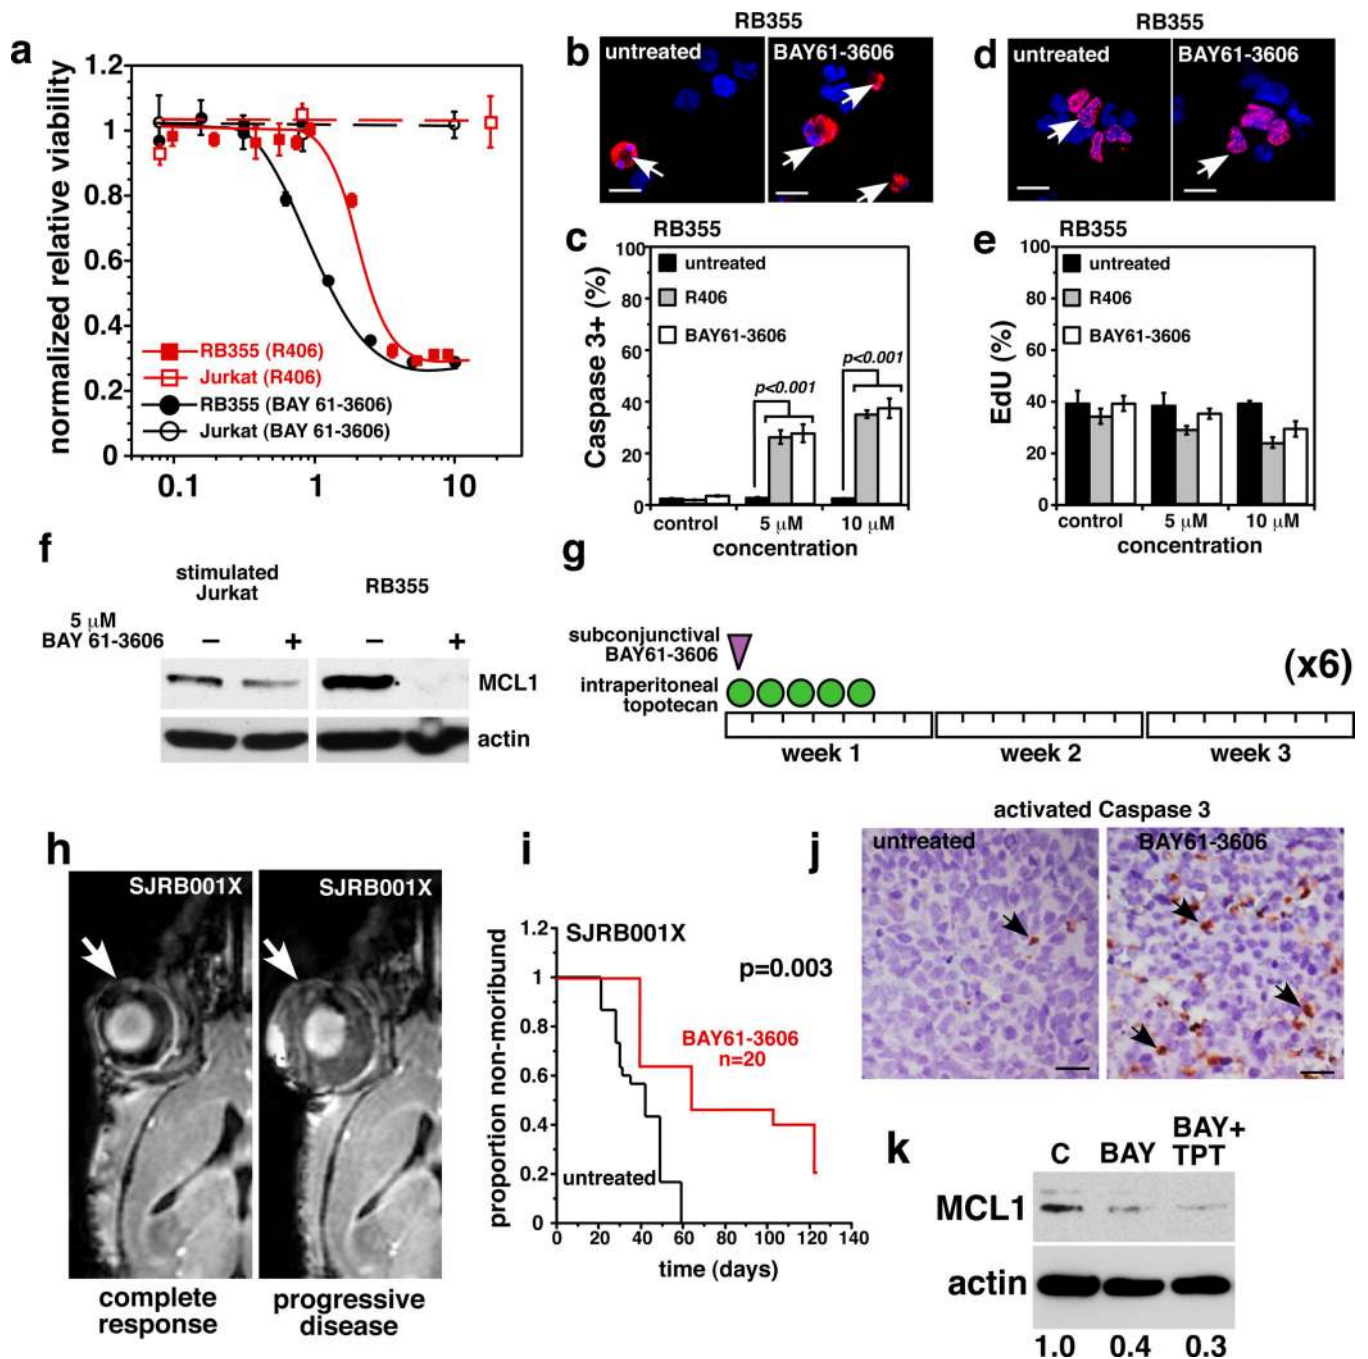 a
normalized relative viability
1.2
1.0
0.8
0.6
0.4
0.2
0
0.1
1
10
RB355 (R406)
Jurkat (R406)
RB355 (BAY 61-3606)
Jurkat (BAY 61-3606)
RB355
b
untreated
BAY61-3606
RB355
d
untreated
BAY61-3606
c
RB355
Caspase 3+ (%)
100
80
60
40
20
0
untreated
R406
BAY61-3606
p<0.001
p<0.001
control
5 µM
10 µM
concentration
e
RB355
EdU (%)
100
80
60
40
20
0
untreated
R406
BAY61-3606
control
5 µM
10 µM
concentration
f
stimulated
Jurkat
RB355
5 µM
BAY 61-3606
–
+
–
+
MCL1
actin
g
subconjunctival
BAY61-3606
intraperitoneal
topotecan
(x6)
week 1
week 2
week 3
h
SJRB001X
SJRB001X
complete
response
progressive
disease
i
SJRB001X
p=0.003
proportion non-moribund
1.2
1
0.8
0.6
0.4
0.2
0
BAY61-3606
n=20
untreated
0
20
40
60
80
100
120
140
time (days)
activated Caspase 3
j
untreated
BAY61-3606
k
C
BAY
BAY+
TPT
MCL1
actin
1.0
0.4
0.3